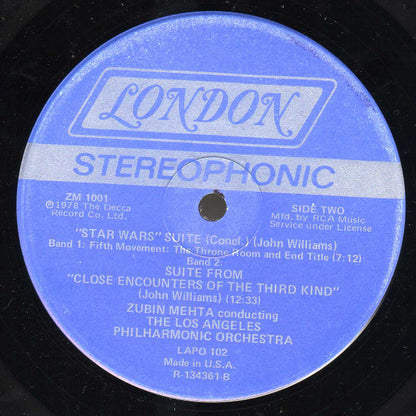 LONDON
STEREOPHONIC
ZM 1001
℗1978 The Decca
Record Co. Ltd.
SIDE TWO
Mfd. by RCA Music
Service under License
"STAR WARS" SUITE (Concl.) (John Williams)
Band 1: Fifth Movement: The Throne Room and End Title (7:12)
Band 2:
SUITE FROM
"CLOSE ENCOUNTERS OF THE THIRD KIND"
(John Williams) (12:33)
ZUBIN MEHTA conducting
THE LOS ANGELES
PHILHARMONIC ORCHESTRA
LAPO 102
Made in U.S.A.
R-134361-B